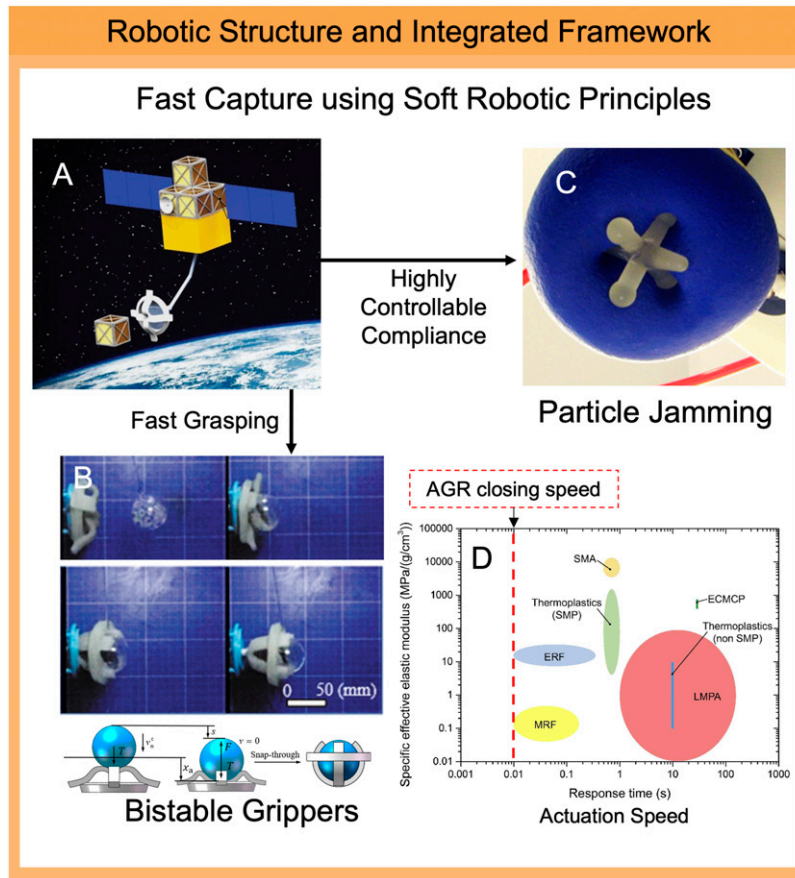 Robotic Structure and Integrated Framework
Fast Capture using Soft Robotic Principles
A
C
Highly
Controllable
Compliance
Particle Jamming
Fast Grasping
B
0 50 (mm)
s
v = 0
F
T
T
Snap-through
Bistable Grippers
AGR closing speed
D
Specific effective elastic modulus (MPa/(g/cm³)
100000
10000
1000
100
10
1
0.1
0.01
SMA
Thermoplastics
(SMP)
ECMCP
Thermoplastics
(non SMP)
ERF
MRF
LMPA
0.001 0.01 0.1 1 10 100 1000
Response time (s)
Actuation Speed